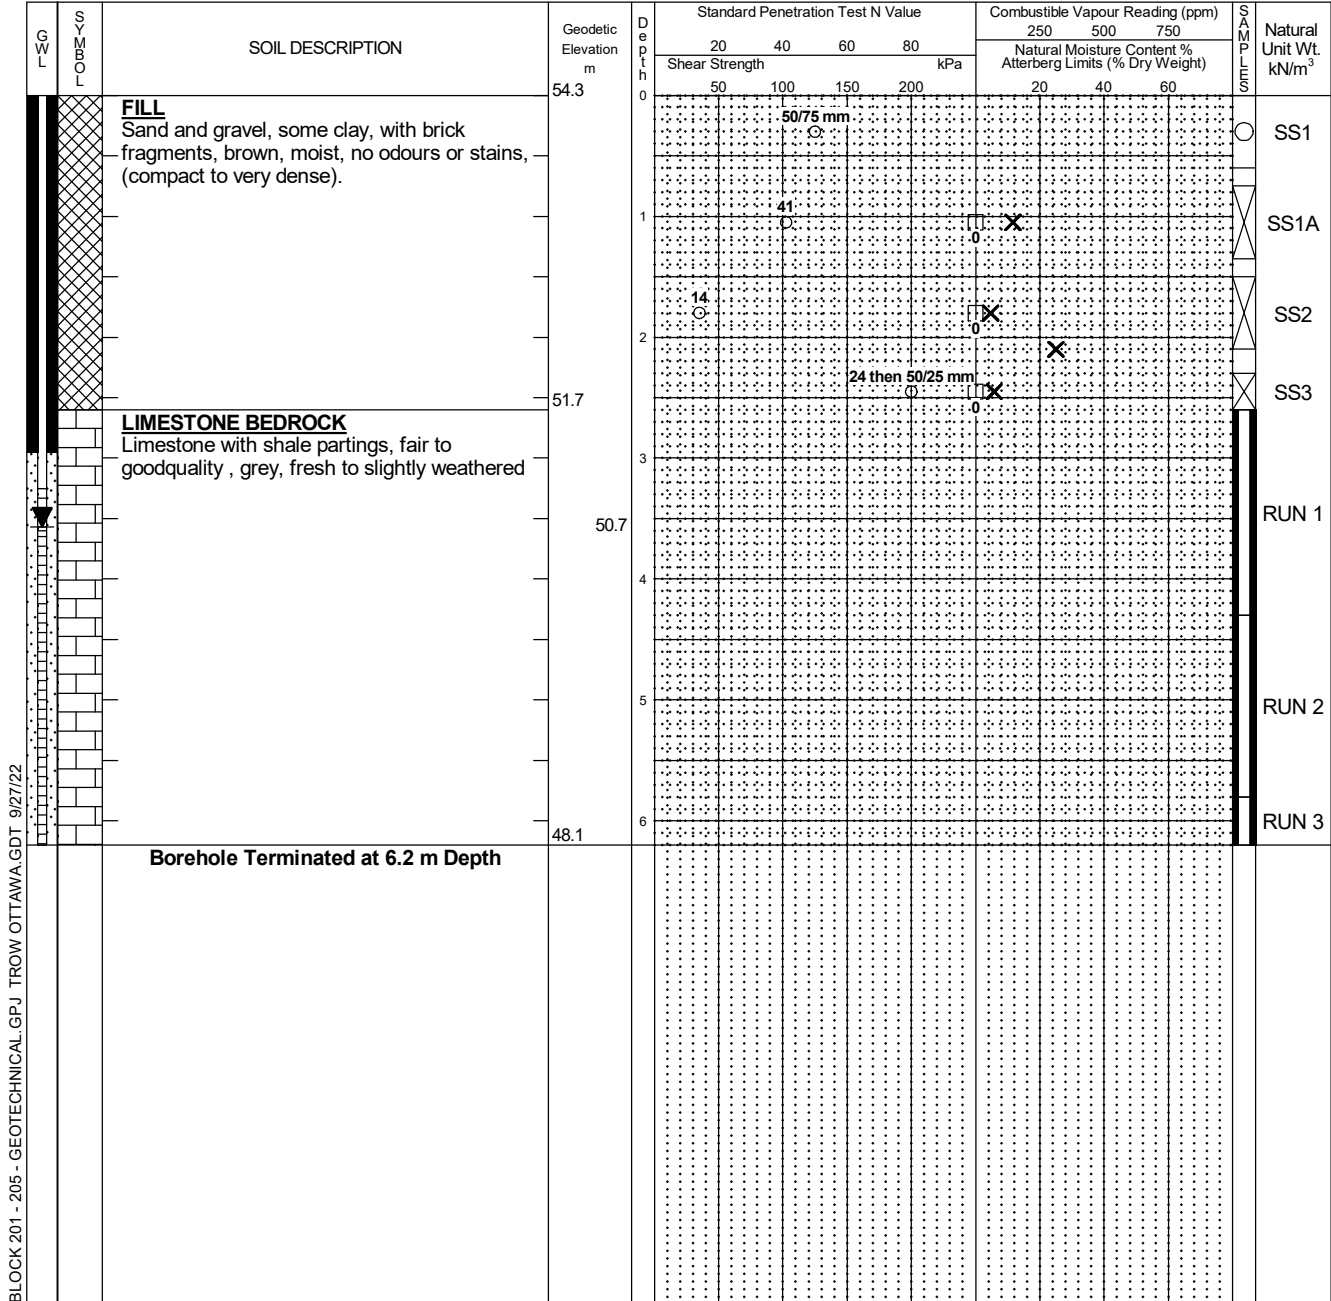 GWL
SYMBOL
SOIL DESCRIPTION
Geodetic
Elevation
m
Depth
Standard Penetration Test N Value
20 40 60 80
Shear Strength kPa
50 100 150 200
Combustible Vapour Reading (ppm)
250 500 750
Natural Moisture Content %
Atterberg Limits (% Dry Weight)
20 40 60
SAMPLES
Natural
Unit Wt.
kN/m³
54.3
0
FILL
Sand and gravel, some clay, with brick
fragments, brown, moist, no odours or stains,
(compact to very dense).
50/75 mm
SS1
1
41
0
SS1A
14
0
SS2
2
24 then 50/25 mm
0
SS3
51.7
LIMESTONE BEDROCK
Limestone with shale partings, fair to
goodquality , grey, fresh to slightly weathered
3
50.7
RUN 1
4
5
RUN 2
6
RUN 3
48.1
Borehole Terminated at 6.2 m Depth
BLOCK 201 - 205 - GEOTECHNICAL.GPJ TROW OTTAWA.GDT 9/27/22